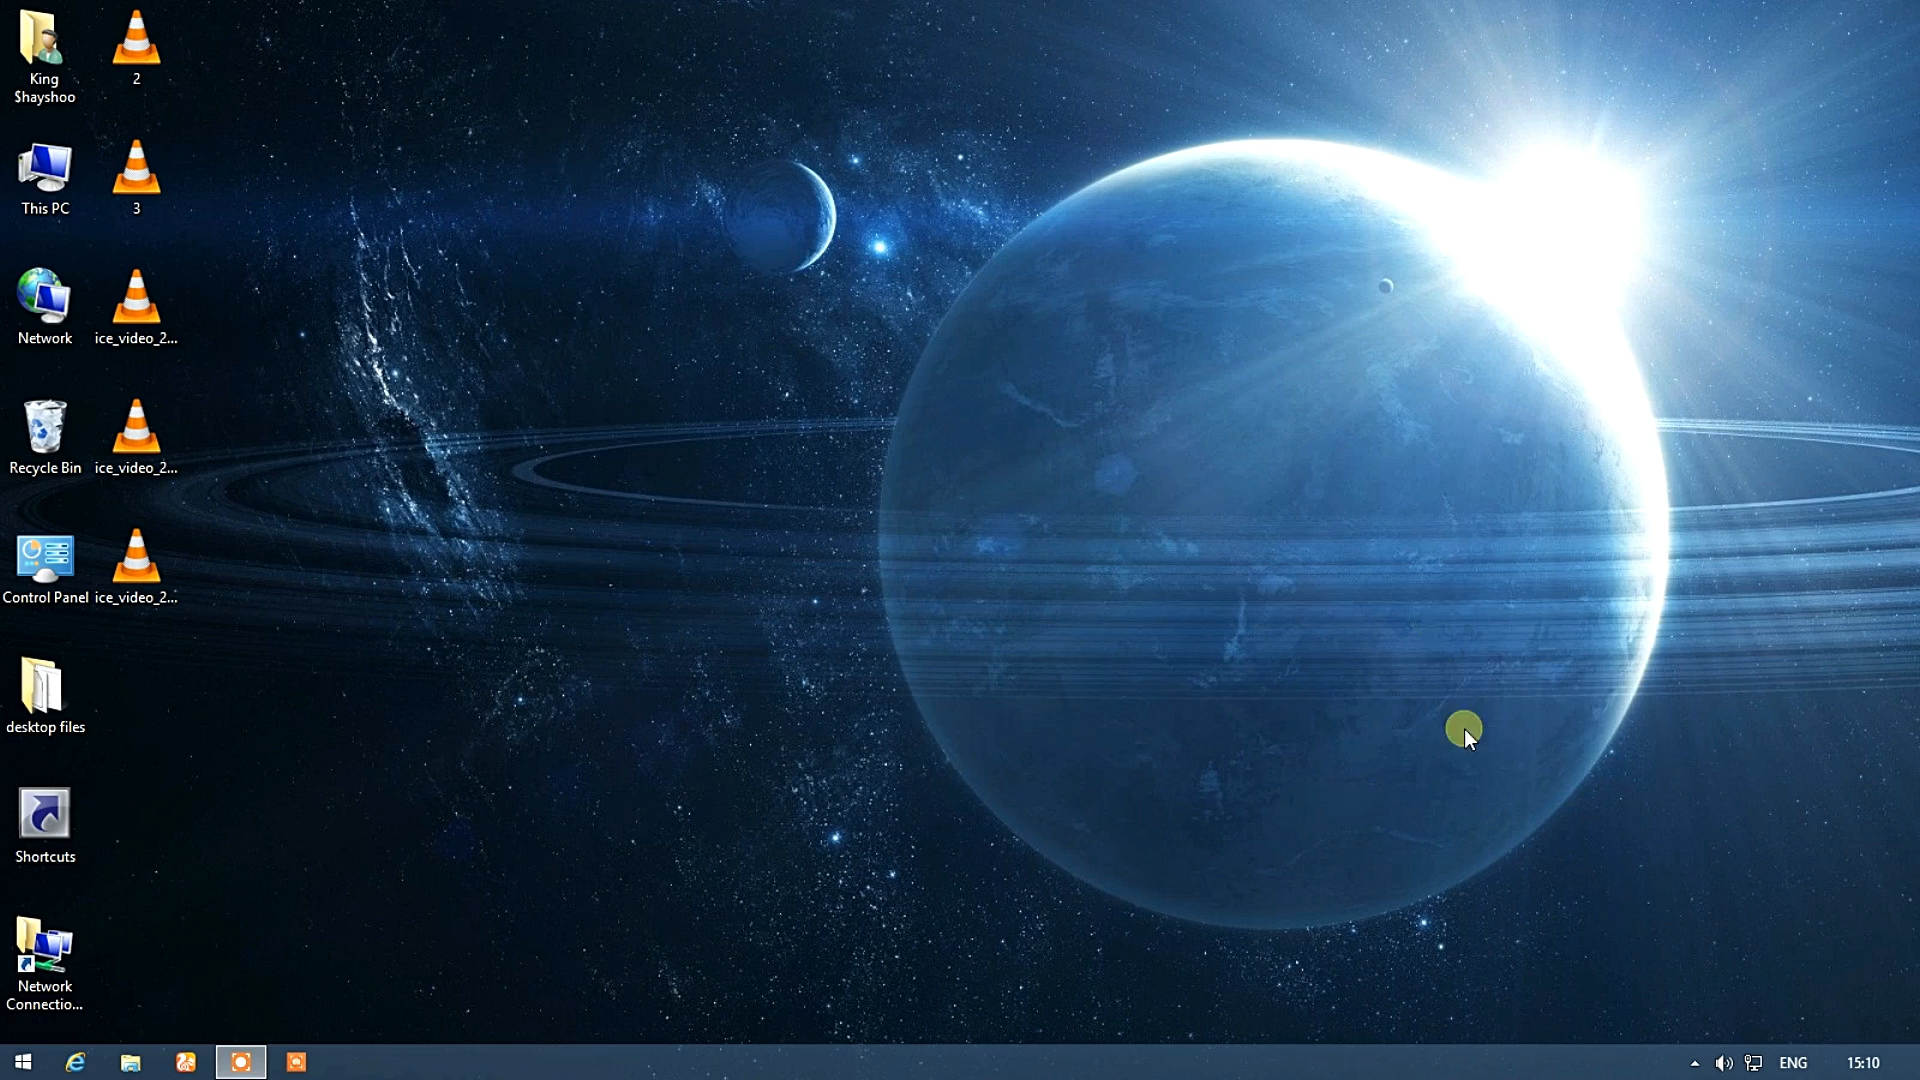 King
$hayshoo
2
This PC
3
Network
ice_video_2...
Recycle Bin
ice_video_2...
Control Panel
ice_video_2...
desktop files
Shortcuts
Network
Connectio...
ENG
15:10